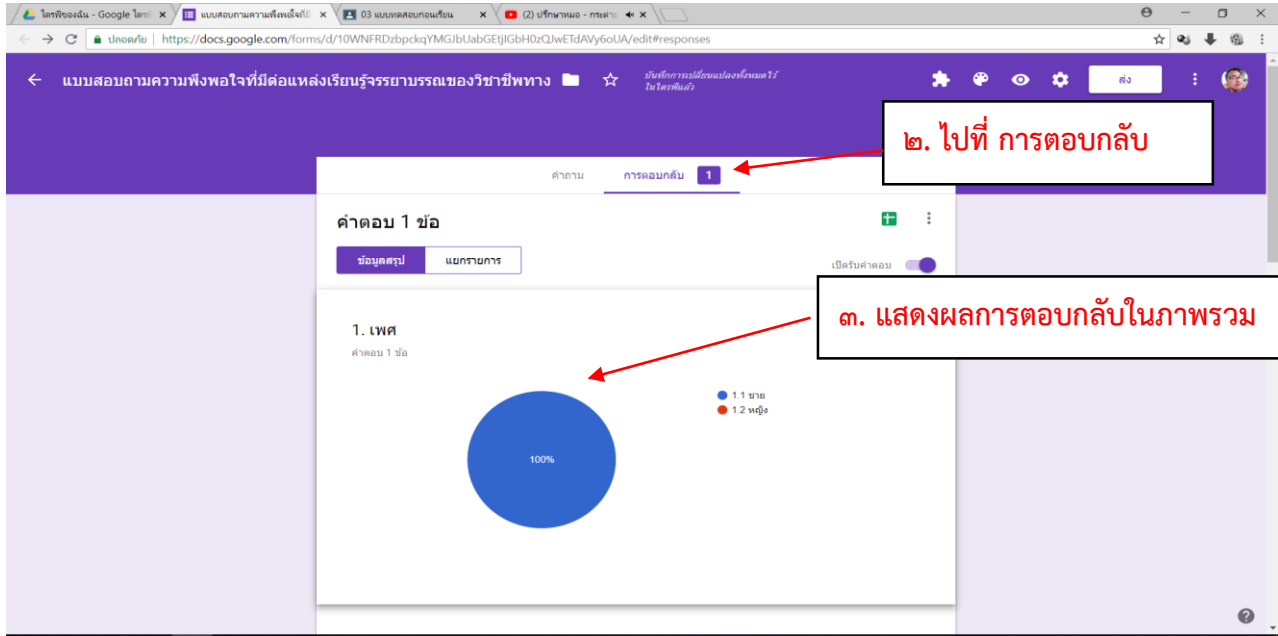 ไดรฟ์ของฉัน - Google ไดรฟ์
แบบสอบถามความพึงพอใจที่มี
03 แบบทดสอบก่อนเรียน
(2) ปรึกษาหมอ - กระต่าย
ปลอดภัย | https://docs.google.com/forms/d/10WNFRDzbpckqYMGJbUabGEtjIGbH0zQJwETdAVy6oUA/edit#responses
แบบสอบถามความพึงพอใจที่มีต่อแหล่งเรียนรู้จรรยาบรรณของวิชาชีพทาง
บันทึกการเปลี่ยนแปลงทั้งหมดไว้
ในไดรฟ์แล้ว
ส่ง
๒. ไปที่ การตอบกลับ
คำถาม
การตอบกลับ 1
คำตอบ 1 ข้อ
ข้อมูลสรุป
แยกรายการ
เปิดรับคำตอบ
๓. แสดงผลการตอบกลับในภาพรวม
1. เพศ
คำตอบ 1 ข้อ
1.1 ชาย
1.2 หญิง
100%